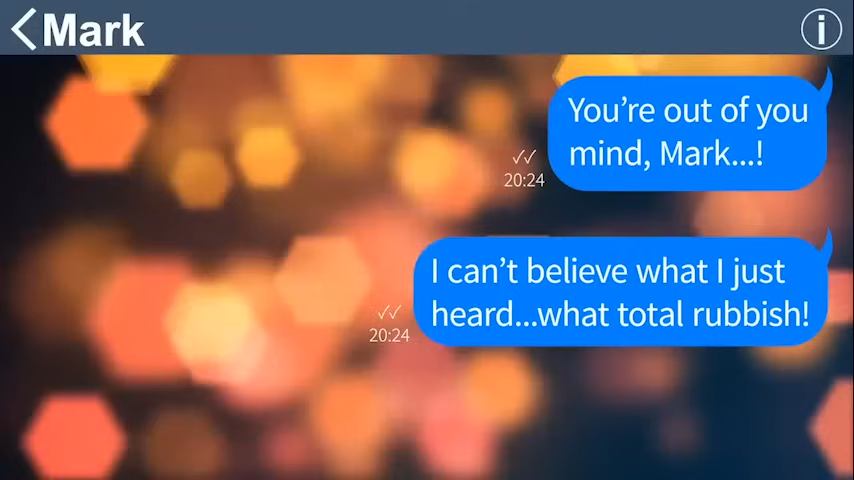 Mark
i
You’re out of you
mind, Mark...!
20:24
I can’t believe what I just
heard...what total rubbish!
20:24